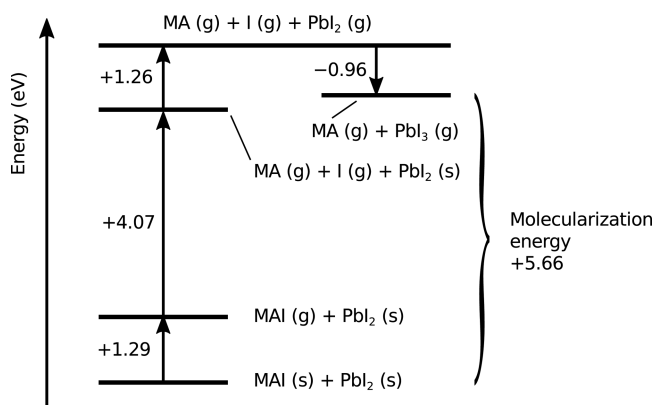 MA (g) + I (g) + PbI₂ (g)
+1.26
−0.96
MA (g) + PbI₃ (g)
MA (g) + I (g) + PbI₂ (s)
Energy (eV)
+4.07
Molecularization
energy
+5.66
MAI (g) + PbI₂ (s)
+1.29
MAI (s) + PbI₂ (s)